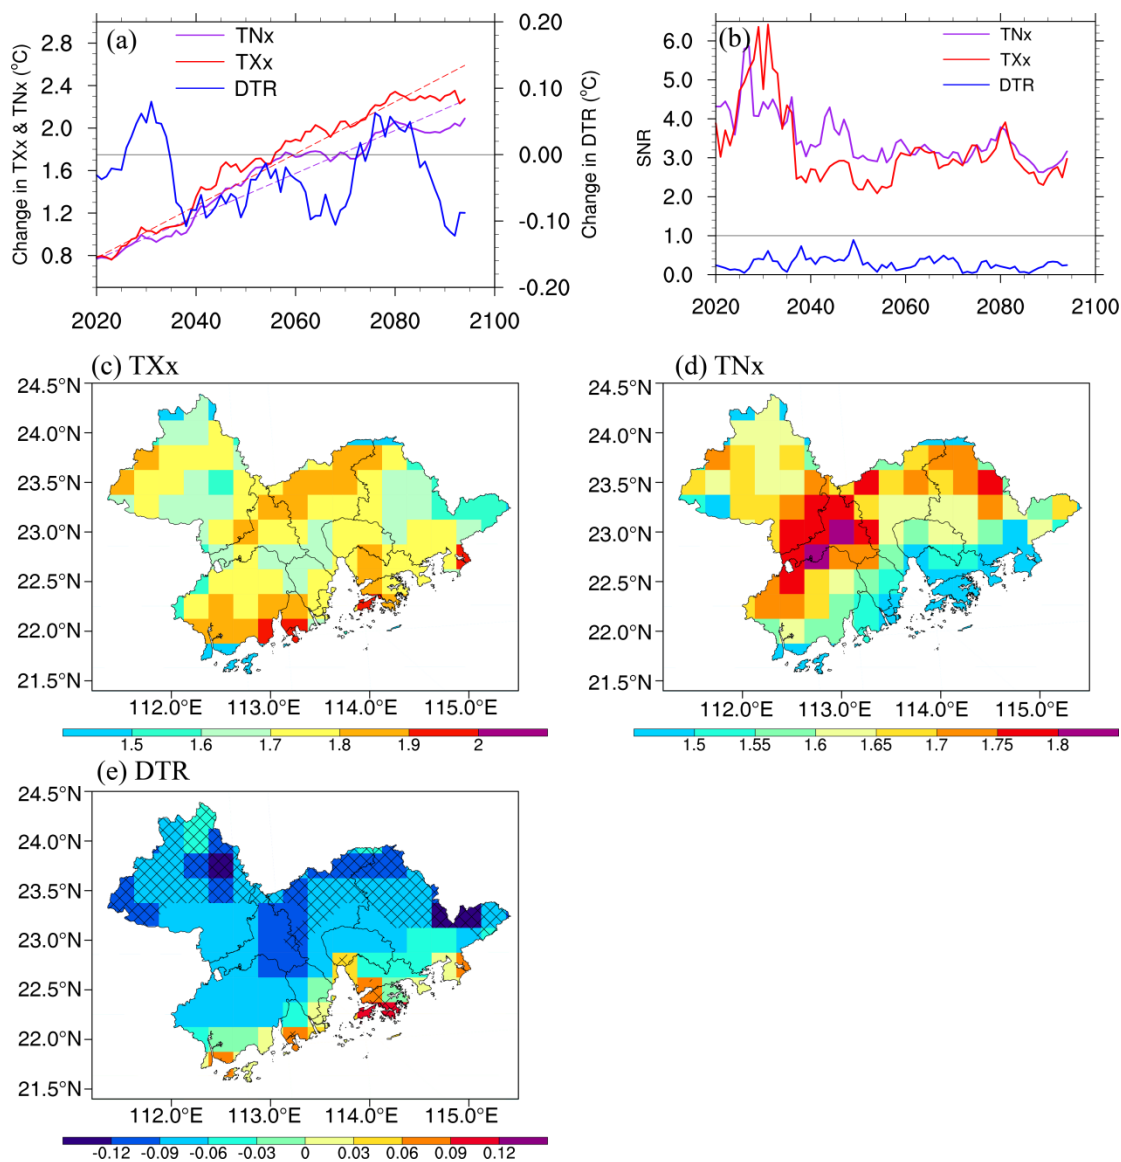 (a)
TNx
TXx
DTR
2.8
2.4
2.0
1.6
1.2
0.8
Change in TXx & TNx (°C)
0.20
0.10
0.00
-0.10
-0.20
Change in DTR (°C)
2020 2040 2060 2080 2100
(b)
TNx
TXx
DTR
6.0
5.0
4.0
3.0
2.0
1.0
0.0
SNR
2020 2040 2060 2080 2100
(c) TXx
24.5°N
24.0°N
23.5°N
23.0°N
22.5°N
22.0°N
21.5°N
112.0°E 113.0°E 114.0°E 115.0°E
1.5 1.6 1.7 1.8 1.9 2
(d) TNx
24.5°N
24.0°N
23.5°N
23.0°N
22.5°N
22.0°N
21.5°N
112.0°E 113.0°E 114.0°E 115.0°E
1.5 1.55 1.6 1.65 1.7 1.75 1.8
(e) DTR
24.5°N
24.0°N
23.5°N
23.0°N
22.5°N
22.0°N
21.5°N
112.0°E 113.0°E 114.0°E 115.0°E
-0.12 -0.09 -0.06 -0.03 0 0.03 0.06 0.09 0.12